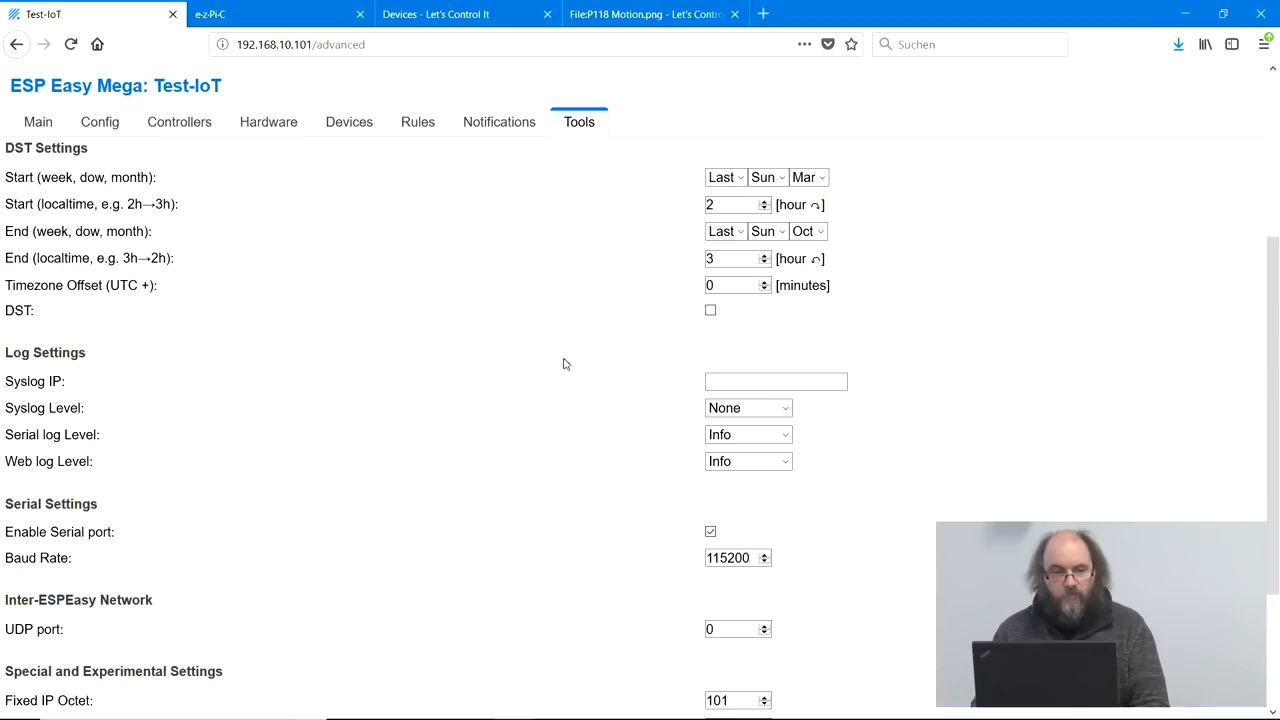 Test-IoT
e-z-Pi-C
Devices - Let's Control It
File:P118 Motion.png - Let's Contro
192.168.10.101/advanced
Suchen
ESP Easy Mega: Test-IoT
Main Config Controllers Hardware Devices Rules Notifications Tools
DST Settings
Start (week, dow, month): Last Sun Mar
Start (localtime, e.g. 2h→3h): 2 [hour ↷]
End (week, dow, month): Last Sun Oct
End (localtime, e.g. 3h→2h): 3 [hour ↶]
Timezone Offset (UTC +): 0 [minutes]
DST:
Log Settings
Syslog IP:
Syslog Level: None
Serial log Level: Info
Web log Level: Info
Serial Settings
Enable Serial port:
Baud Rate: 115200
Inter-ESPEasy Network
UDP port: 0
Special and Experimental Settings
Fixed IP Octet: 101